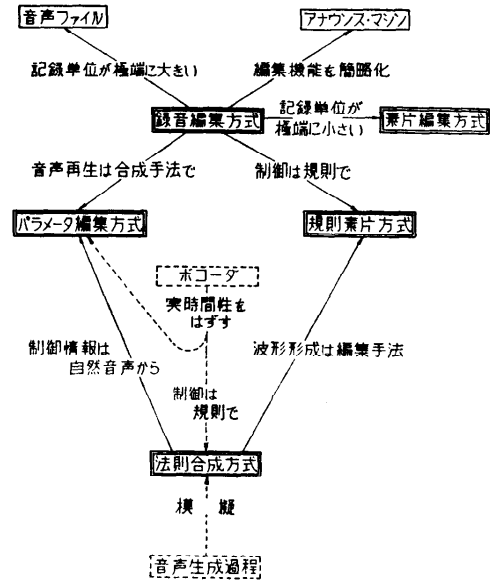 音声ファイル
アナウンス・マシン
記録単位が極端に大きい
編集機能を簡略化
録音編集方式
記録単位が
極端に小さい
素片編集方式
音声再生は合成手法で
制御は規則で
パラメータ編集方式
規則素片方式
ボコーダ
実時間性を
はずす
制御情報は
自然音声から
波形形成は編集手法
制御は
規則で
法則合成方式
模 擬
音声生成過程